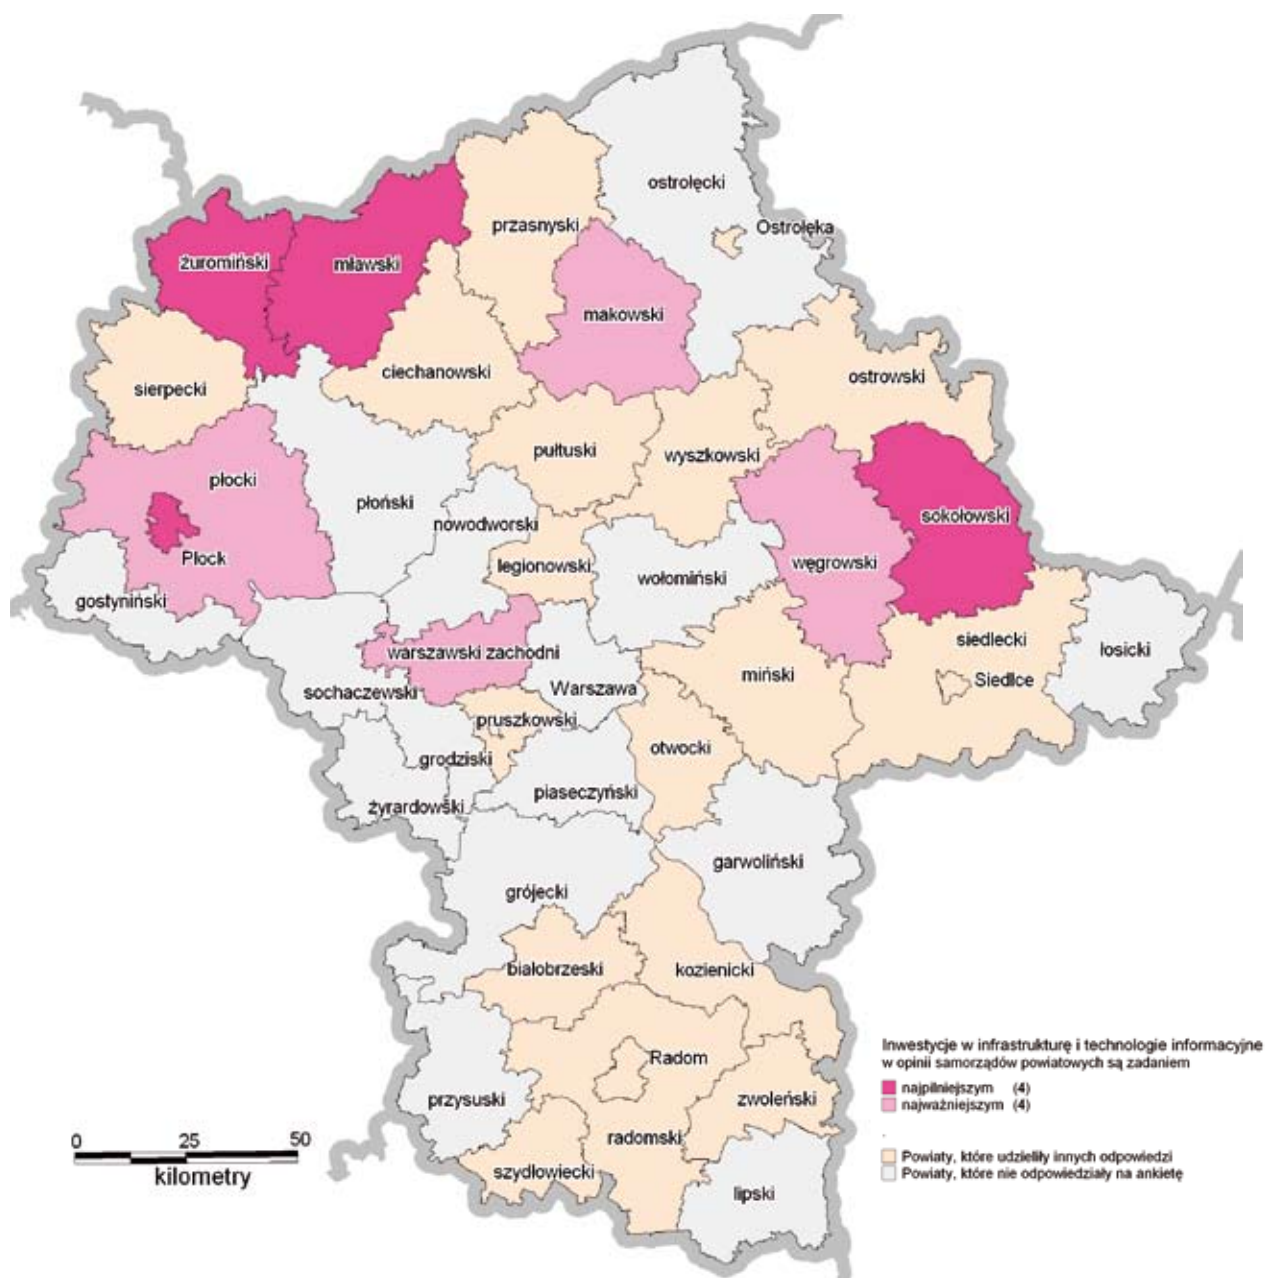 ostrołęcki
Ostrołęka
przasnyski
żuromiński
mławski
makowski
ciechanowski
sierpecki
ostrowski
pułtuski
wyszkowski
płocki
płoński
nowodworski
sokołowski
Płock
legionowski
wołomiński
węgrowski
gostyniński
siedlecki
łosicki
warszawski zachodni
miński
Siedlce
sochaczewski
Warszawa
pruszkowski
otwocki
grodziski
piaseczyński
żyrardowski
garwoliński
grójecki
białobrzeski
kozienicki
Radom
przysuski
zwoleński
radomski
szydłowiecki
lipski
0 25 50
kilometry
Inwestycje w infrastrukturę i technologie informacyjne
w opinii samorządów powiatowych są zadaniem
najpilniejszym (4)
najważniejszym (4)
Powiaty, które udzieliły innych odpowiedzi
Powiaty, które nie odpowiedziały na ankietę